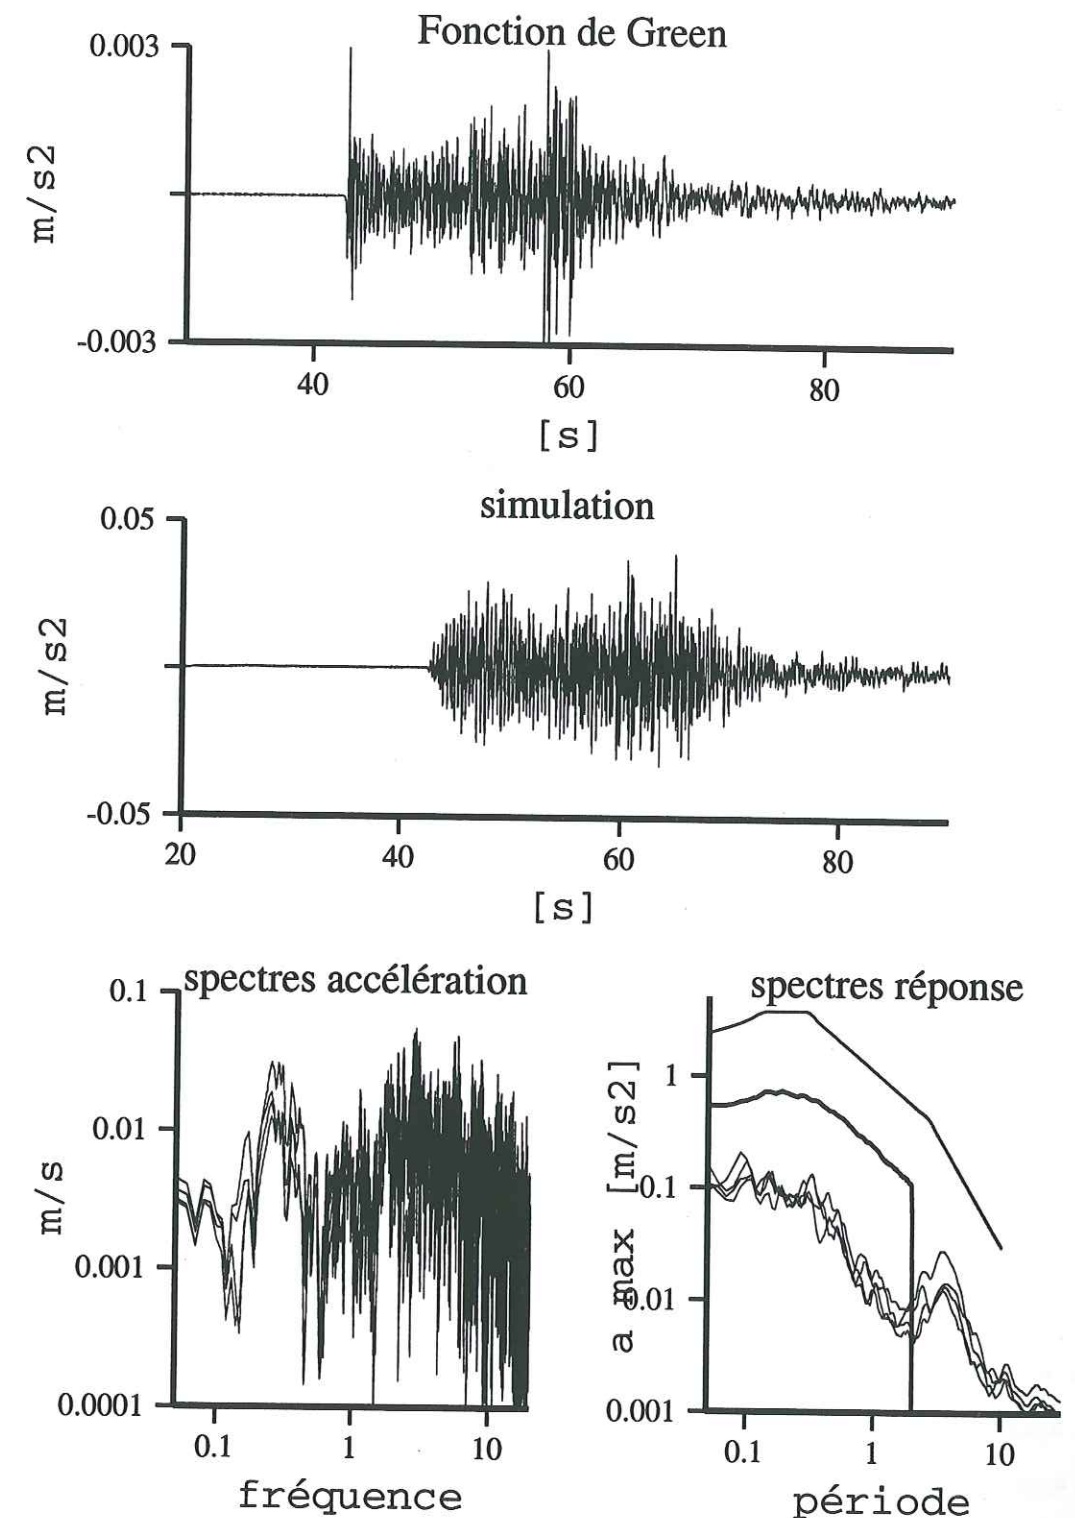 Fonction de Green
0.003
m/s2
-0.003
40 60 80
[s]
simulation
0.05
m/s2
-0.05
20 40 60 80
[s]
spectres accélération
0.1
0.01
m/s
0.001
0.0001
0.1 1 10
fréquence
spectres réponse
1
0.1
0.01
0.001
a max [m/s2]
0.1 1 10
période